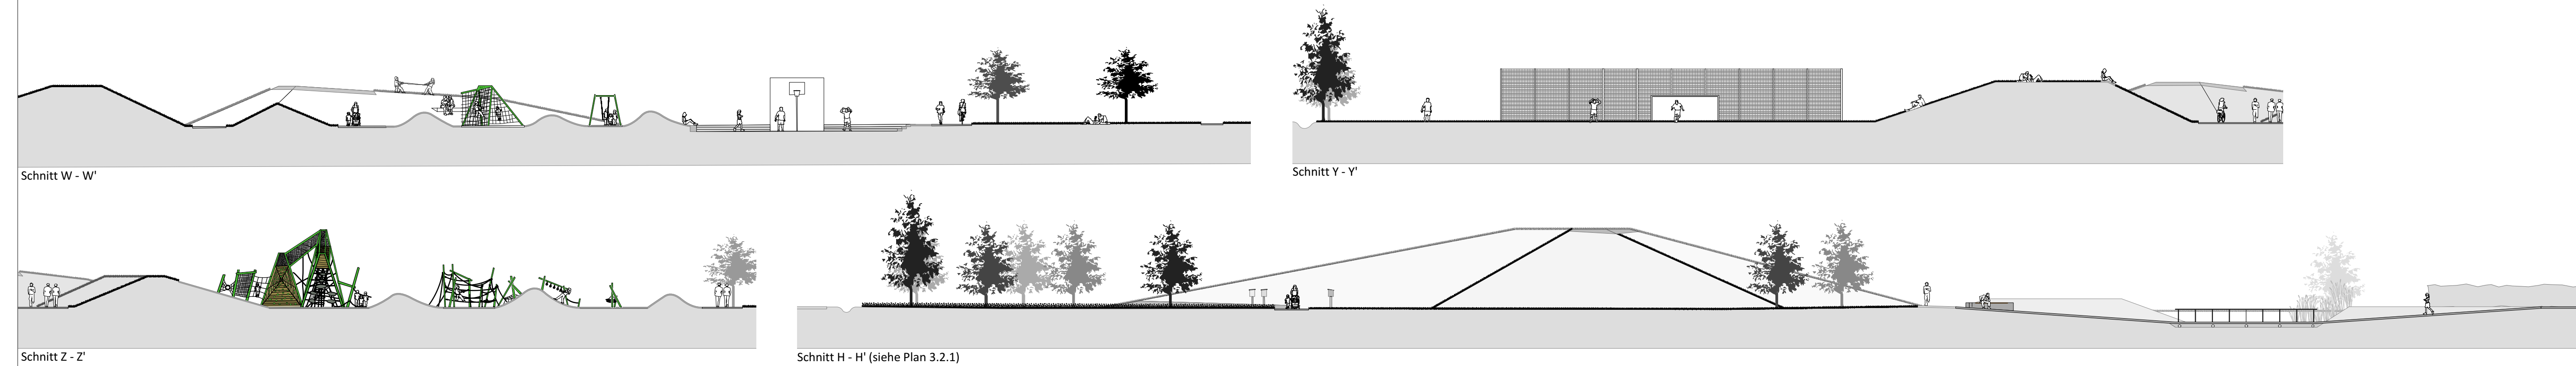 Schnitt W - W'
Schnitt Y - Y'
Schnitt Z - Z'
Schnitt H - H' (siehe Plan 3.2.1)